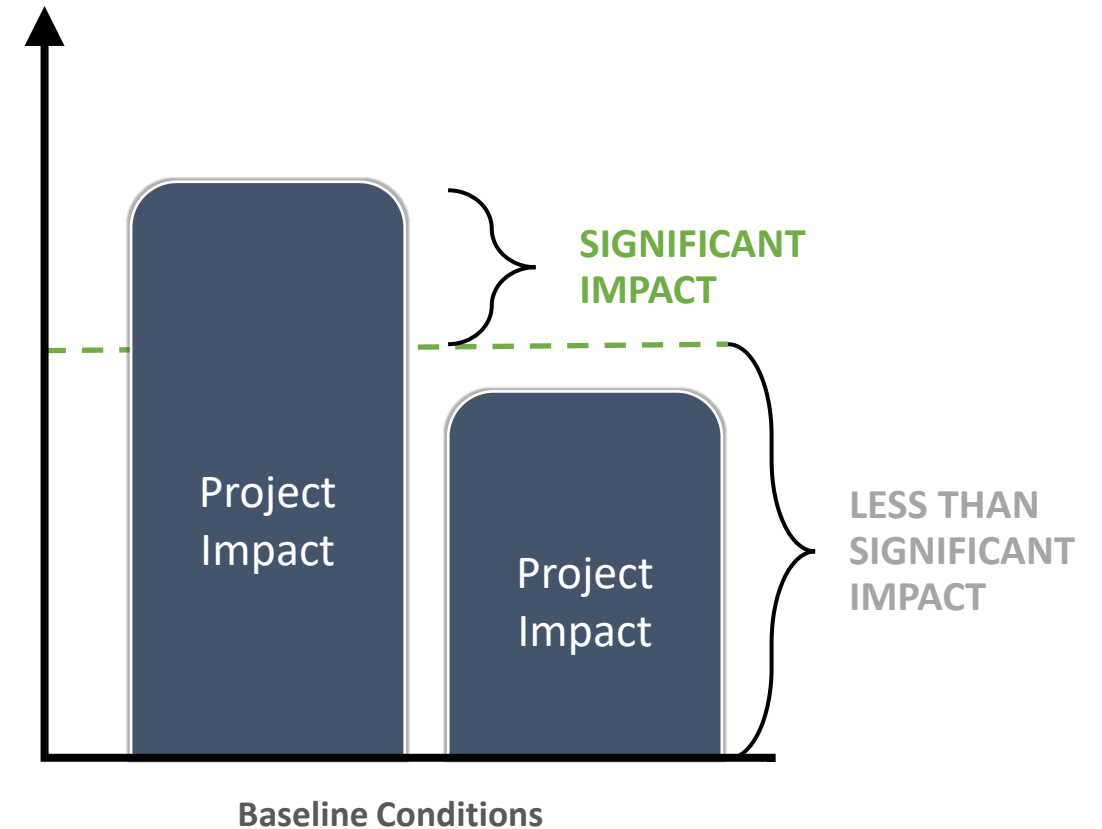 SIGNIFICANT
IMPACT
Project
Impact
Project
Impact
LESS THAN
SIGNIFICANT
IMPACT
Baseline Conditions